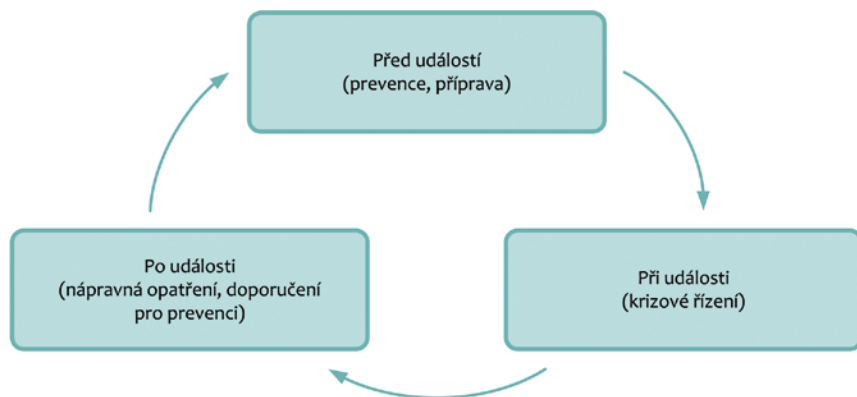 Před událostí
(prevence, příprava)
Po události
(nápravná opatření, doporučení
pro prevenci)
Při události
(krizové řízení)